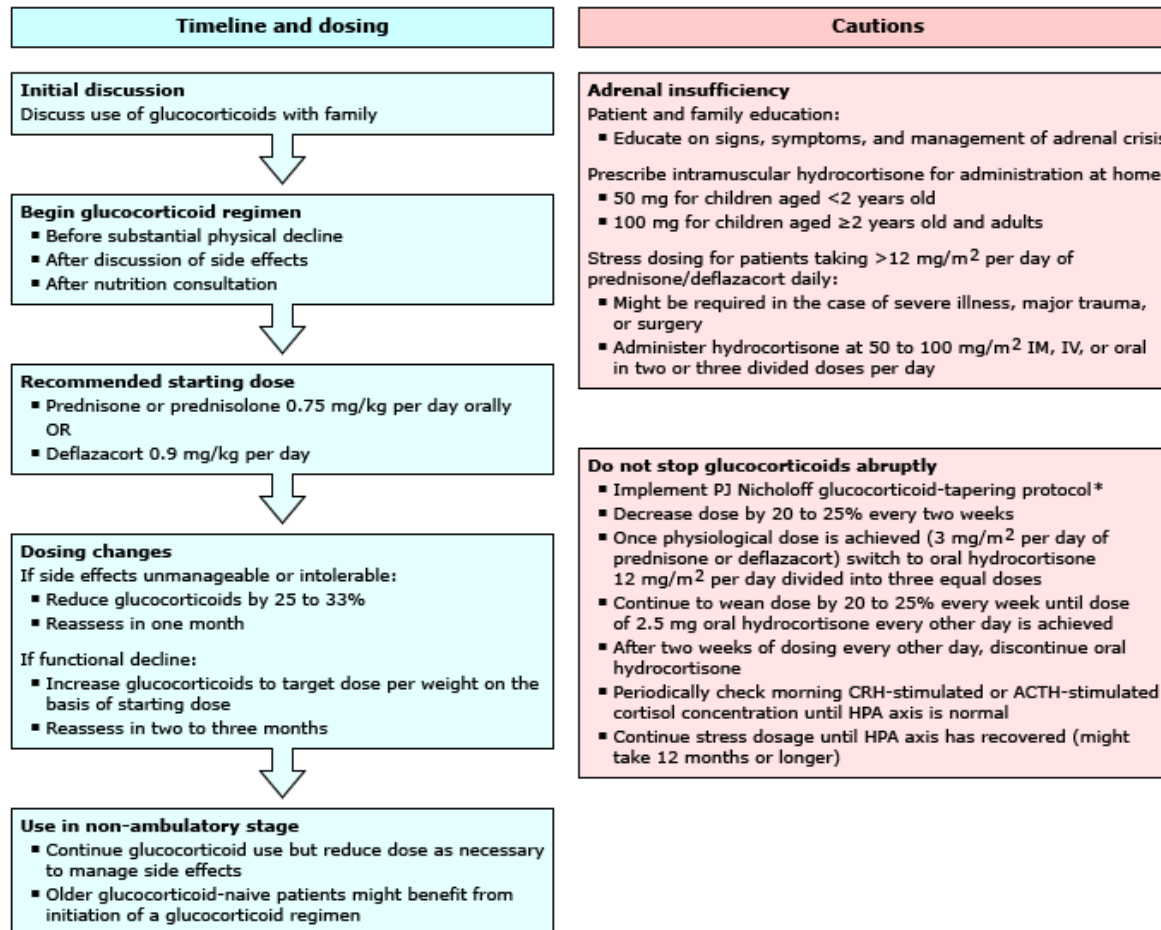 Timeline and dosing
Initial discussion
Discuss use of glucocorticoids with family
Begin glucocorticoid regimen
▪ Before substantial physical decline
▪ After discussion of side effects
▪ After nutrition consultation
Recommended starting dose
▪ Prednisone or prednisolone 0.75 mg/kg per day orally
OR
▪ Deflazacort 0.9 mg/kg per day
Dosing changes
If side effects unmanageable or intolerable:
▪ Reduce glucocorticoids by 25 to 33%
▪ Reassess in one month
If functional decline:
▪ Increase glucocorticoids to target dose per weight on the
basis of starting dose
▪ Reassess in two to three months
Use in non-ambulatory stage
▪ Continue glucocorticoid use but reduce dose as necessary
to manage side effects
▪ Older glucocorticoid-naive patients might benefit from
initiation of a glucocorticoid regimen
Cautions
Adrenal insufficiency
Patient and family education:
▪ Educate on signs, symptoms, and management of adrenal crisis
Prescribe intramuscular hydrocortisone for administration at home:
▪ 50 mg for children aged <2 years old
▪ 100 mg for children aged ≥2 years old and adults
Stress dosing for patients taking >12 mg/m² per day of
prednisone/deflazacort daily:
▪ Might be required in the case of severe illness, major trauma,
or surgery
▪ Administer hydrocortisone at 50 to 100 mg/m² IM, IV, or oral
in two or three divided doses per day
Do not stop glucocorticoids abruptly
▪ Implement PJ Nicholoff glucocorticoid-tapering protocol*
▪ Decrease dose by 20 to 25% every two weeks
▪ Once physiological dose is achieved (3 mg/m² per day of
prednisone or deflazacort) switch to oral hydrocortisone
12 mg/m² per day divided into three equal doses
▪ Continue to wean dose by 20 to 25% every week until dose
of 2.5 mg oral hydrocortisone every other day is achieved
▪ After two weeks of dosing every other day, discontinue oral
hydrocortisone
▪ Periodically check morning CRH-stimulated or ACTH-stimulated
cortisol concentration until HPA axis is normal
▪ Continue stress dosage until HPA axis has recovered (might
take 12 months or longer)